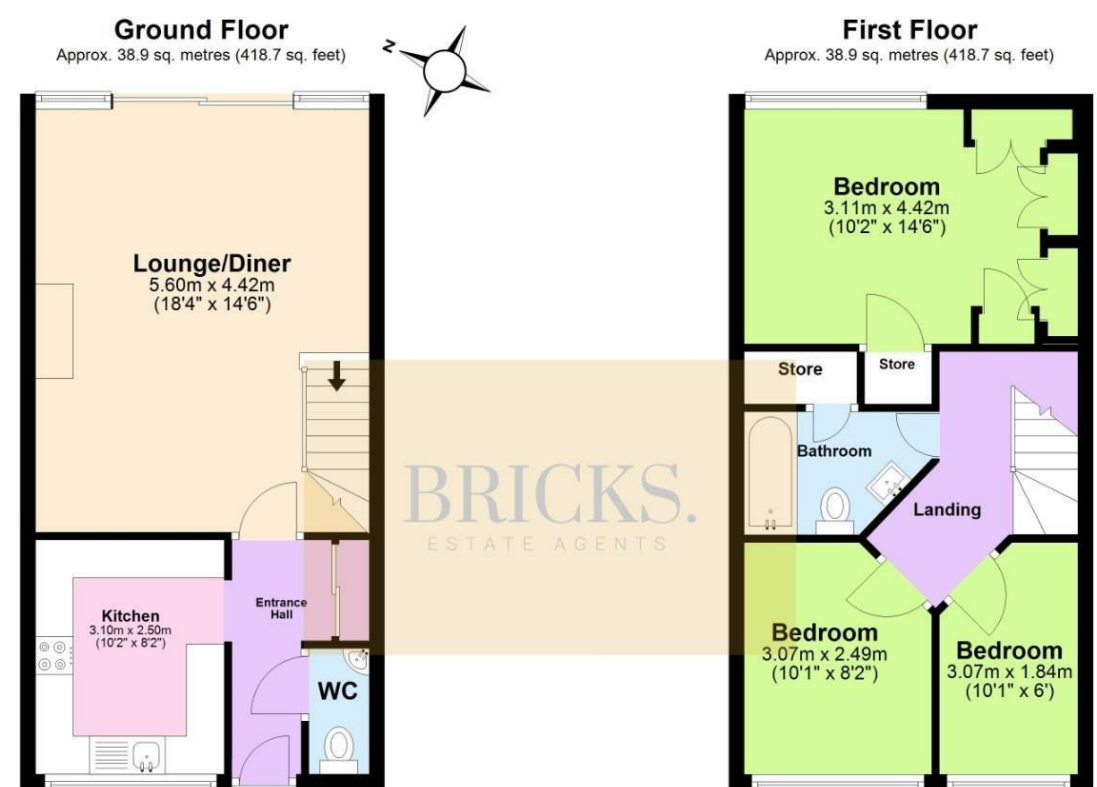 Ground Floor
Approx. 38.9 sq. metres (418.7 sq. feet)
N
Lounge/Diner
5.60m x 4.42m
(18'4" x 14'6")
Kitchen
3.10m x 2.50m
(10'2" x 8'2")
Entrance
Hall
WC
BRICKS.
ESTATE AGENTS
First Floor
Approx. 38.9 sq. metres (418.7 sq. feet)
Bedroom
3.11m x 4.42m
(10'2" x 14'6")
Store
Store
Bathroom
Landing
Bedroom
3.07m x 2.49m
(10'1" x 8'2")
Bedroom
3.07m x 1.84m
(10'1" x 6')